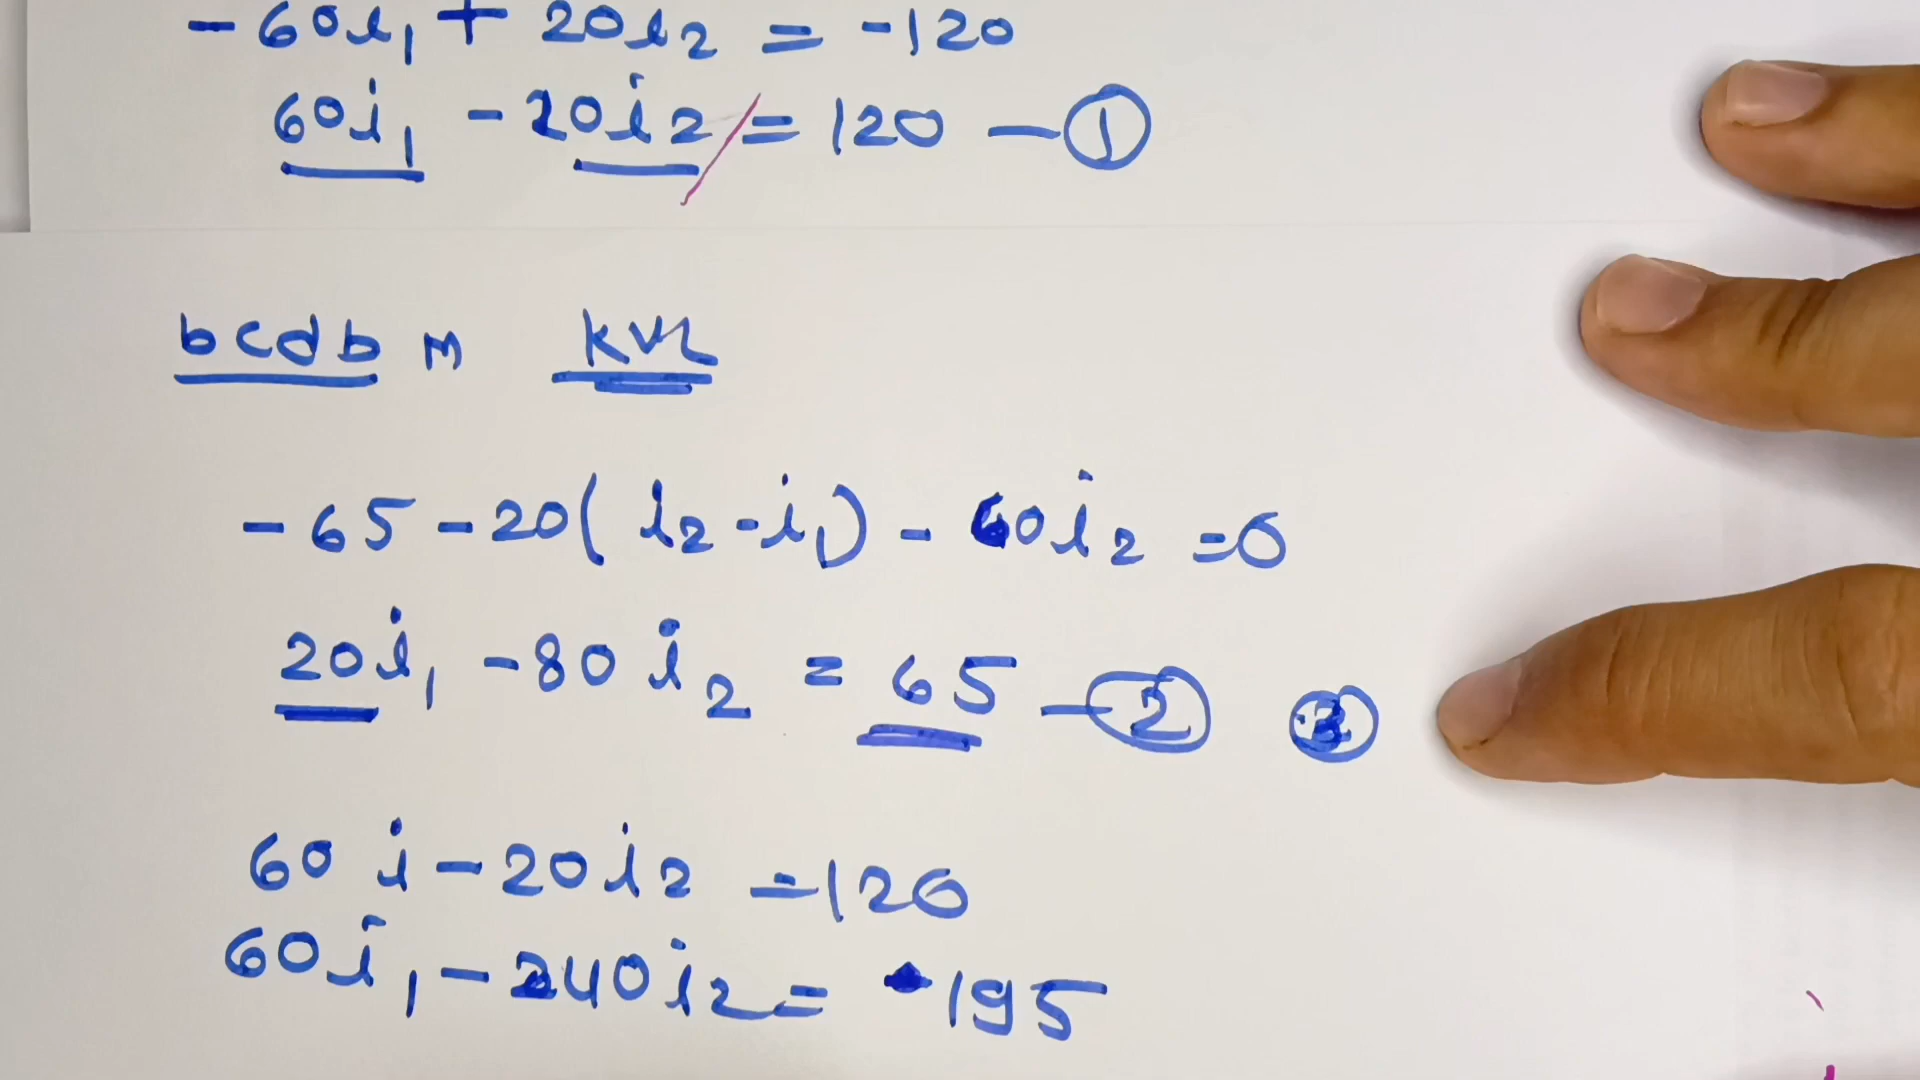 -60i₁ + 20i₂ = -120
60i₁ - 20i₂ = 120 — ①
bcdb M KVL
-65 - 20(i₂ - i₁) - 60i₂ = 0
20i₁ - 80i₂ = 65 — ②
60i - 20i₂ = 120
60i₁ - 240i₂ = 195